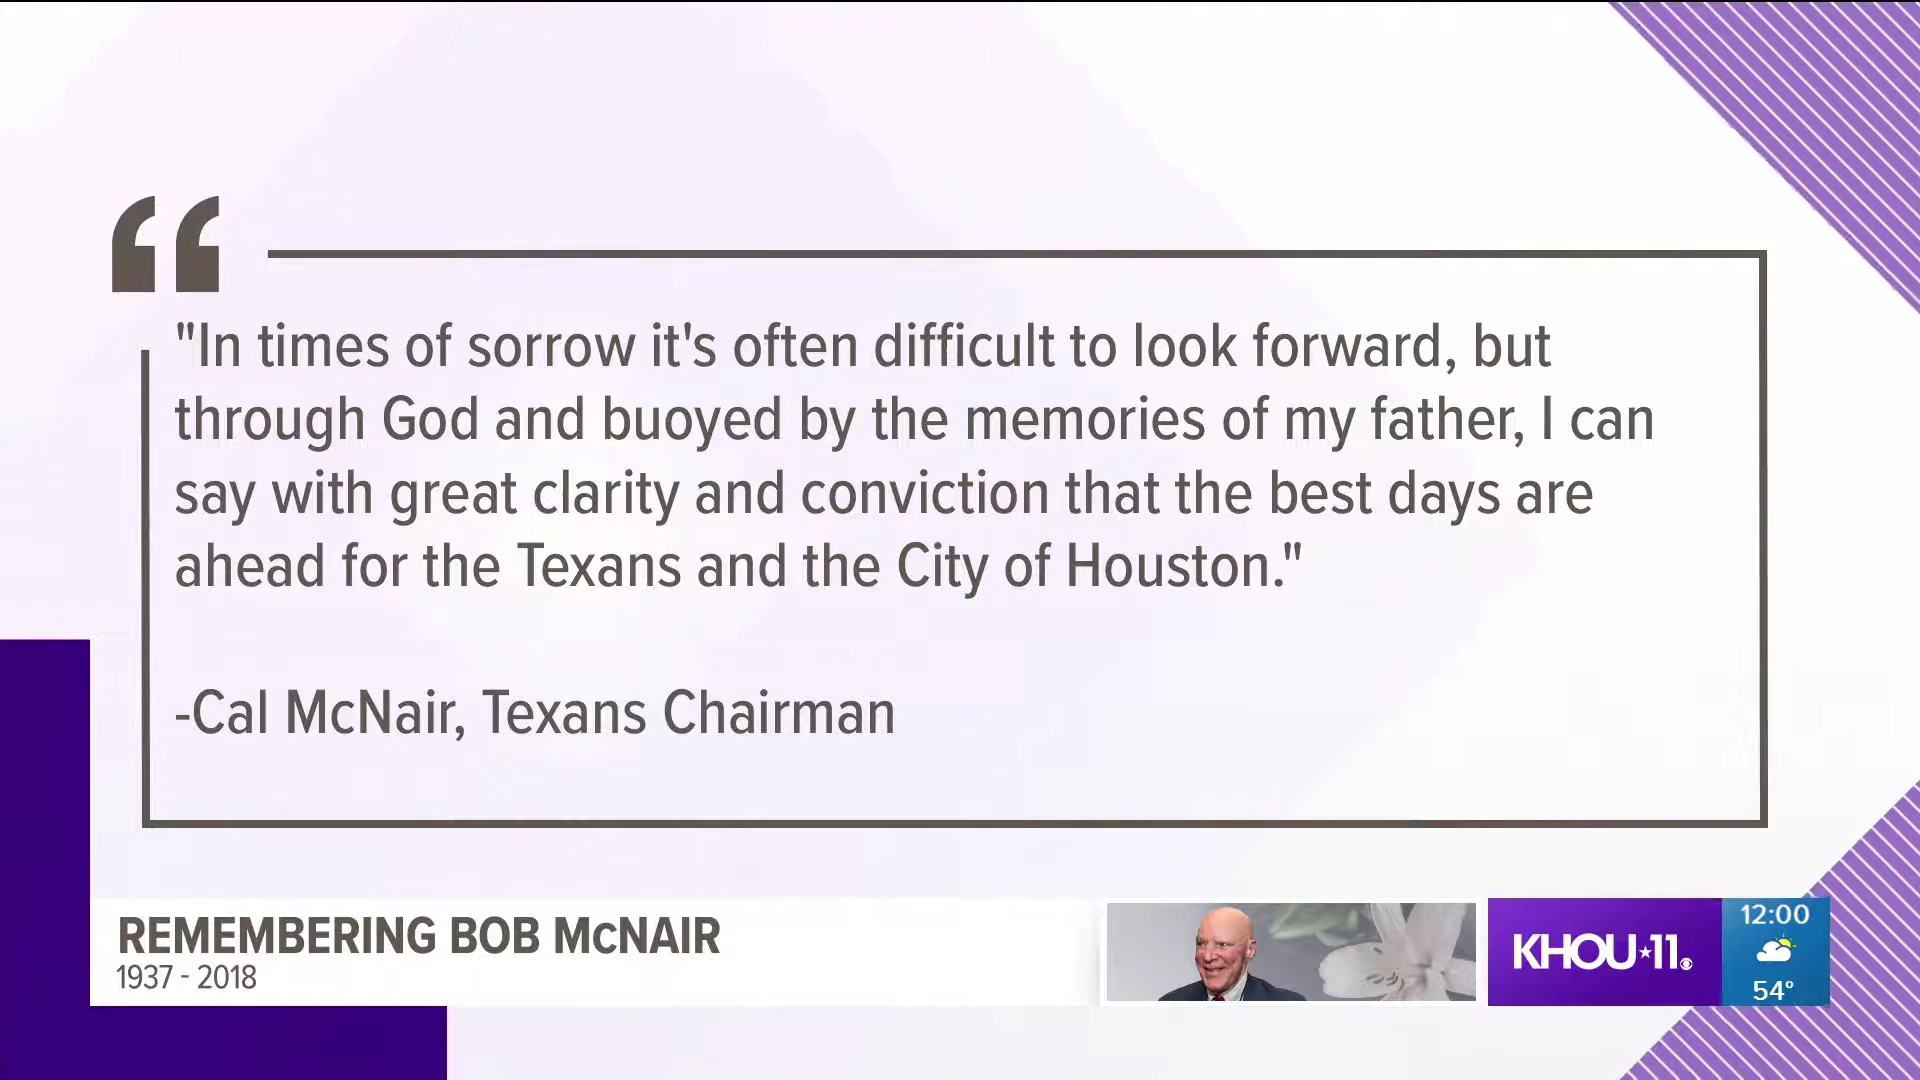 "In times of sorrow it's often difficult to look forward, but
through God and buoyed by the memories of my father, I can
say with great clarity and conviction that the best days are
ahead for the Texans and the City of Houston."
-Cal McNair, Texans Chairman
REMEMBERING BOB McNAIR
1937 - 2018
KHOU★11
12:00
54°